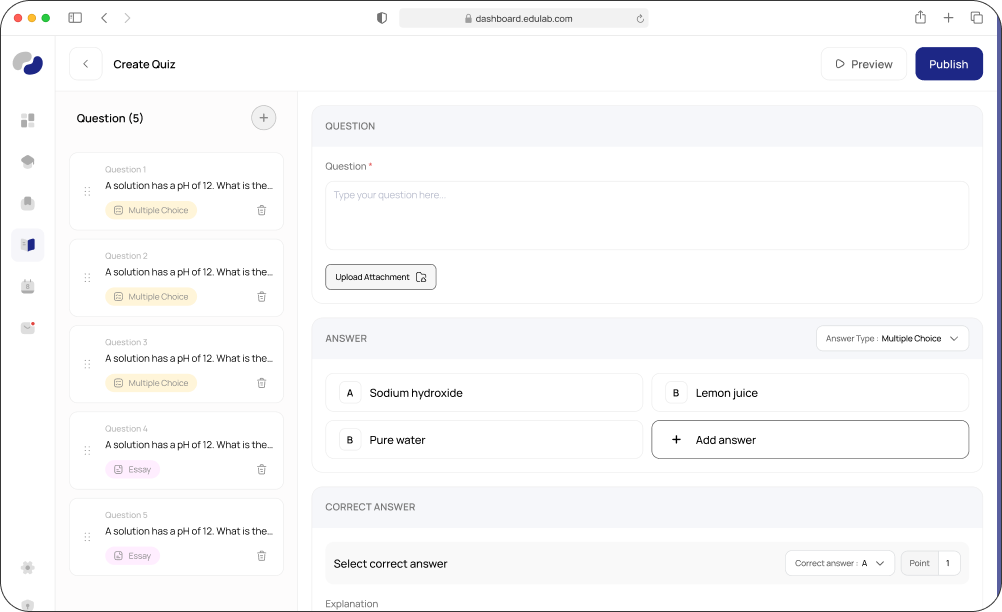 dashboard.edulab.com
Create Quiz
Preview
Publish
Question (5)
Question 1
A solution has a pH of 12. What is the...
Multiple Choice
Question 2
A solution has a pH of 12. What is the...
Multiple Choice
Question 3
A solution has a pH of 12. What is the...
Multiple Choice
Question 4
A solution has a pH of 12. What is the...
Essay
Question 5
A solution has a pH of 12. What is the...
Essay
QUESTION
Question *
Type your question here...
Upload Attachment
ANSWER
Answer Type : Multiple Choice
A Sodium hydroxide
B Lemon juice
B Pure water
+ Add answer
CORRECT ANSWER
Select correct answer
Correct answer : A
Point 1
Explanation